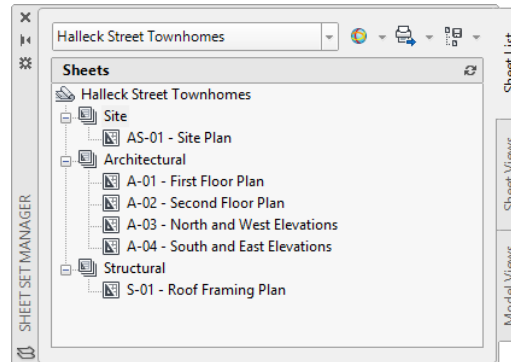 Halleck Street Townhomes
Sheets
Halleck Street Townhomes
Site
AS-01 - Site Plan
Architectural
A-01 - First Floor Plan
A-02 - Second Floor Plan
A-03 - North and West Elevations
A-04 - South and East Elevations
Structural
S-01 - Roof Framing Plan
SHEET SET MANAGER
Sheet List
Sheet Views
Model Views